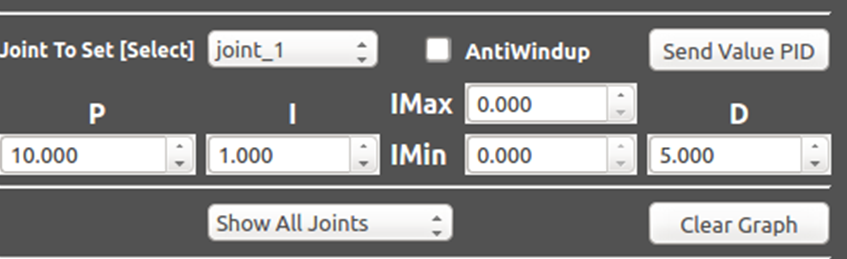 Joint To Set [Select] joint_1 AntiWindup Send Value PID
P I IMax 0.000 D
10.000 1.000 IMin 0.000 5.000
Show All Joints Clear Graph